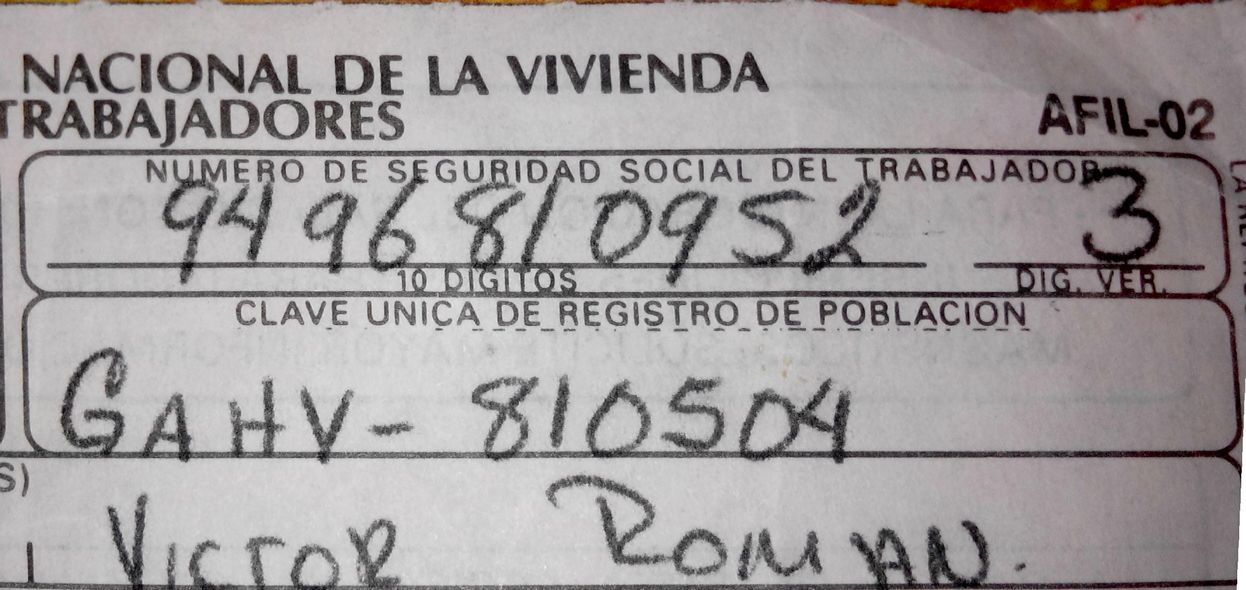 NACIONAL DE LA VIVIENDA
TRABAJADORES
AFIL-02
NUMERO DE SEGURIDAD SOCIAL DEL TRABAJADOR
9496810952 3
10 DIGITOS DIG. VER.
CLAVE UNICA DE REGISTRO DE POBLACION
GAHV-810504
S)
VICTOR ROMAN.